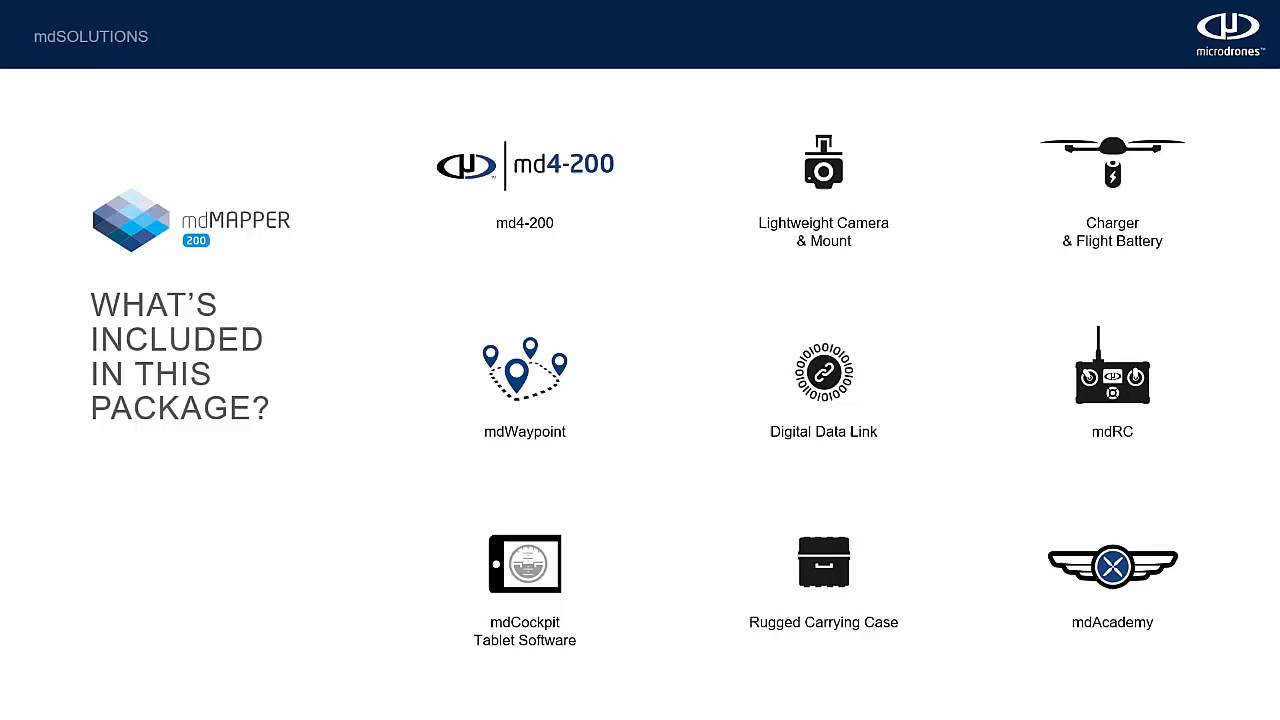 mdSOLUTIONS
microdrones™
mdMAPPER
200
WHAT’S
INCLUDED
IN THIS
PACKAGE?
md4-200
md4-200
Lightweight Camera
& Mount
Charger
& Flight Battery
mdWaypoint
Digital Data Link
mdRC
mdCockpit
Tablet Software
Rugged Carrying Case
mdAcademy